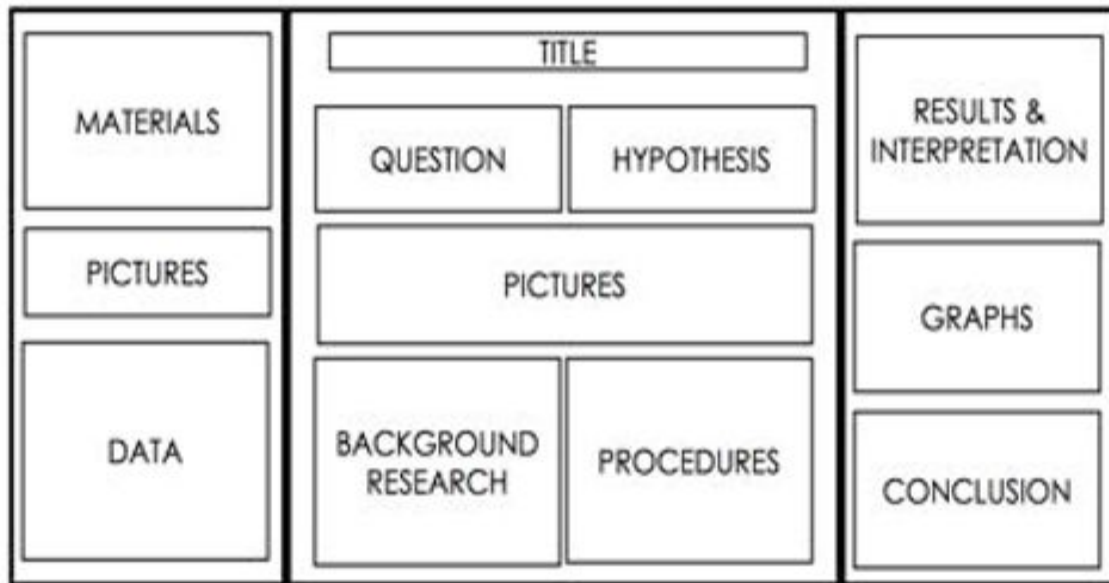 MATERIALS
PICTURES
DATA
TITLE
QUESTION
HYPOTHESIS
PICTURES
BACKGROUND
RESEARCH
PROCEDURES
RESULTS &
INTERPRETATION
GRAPHS
CONCLUSION